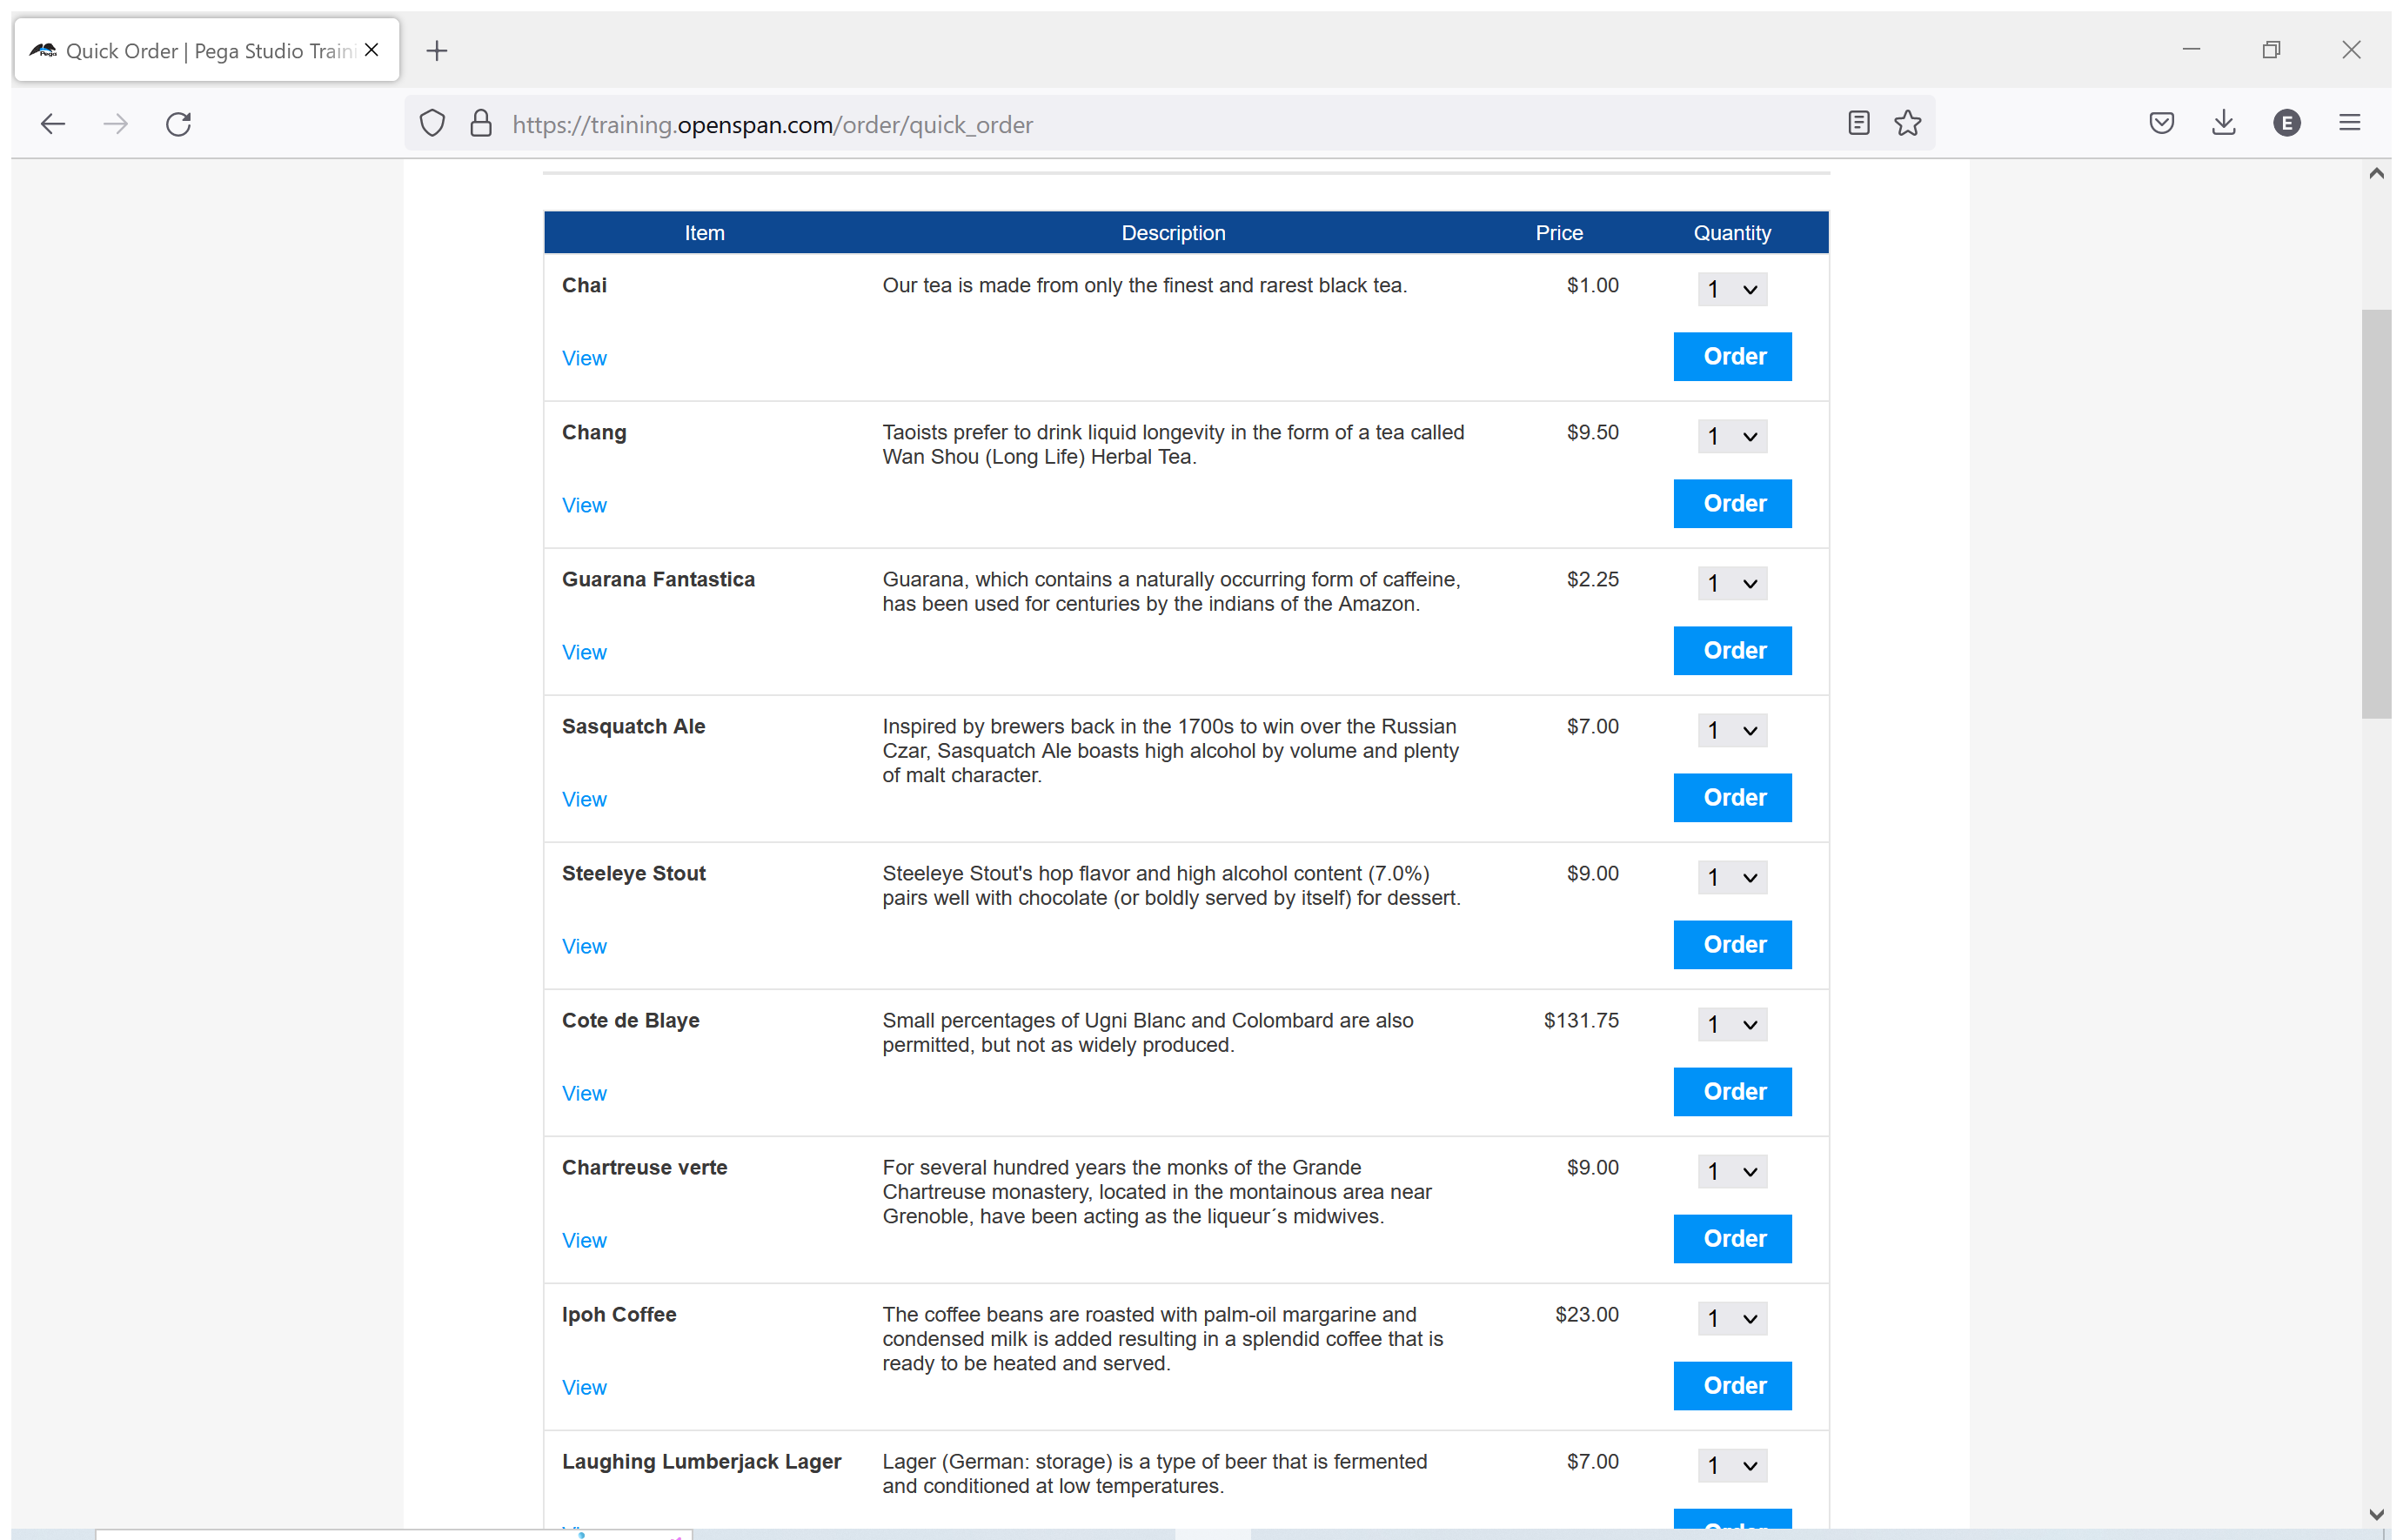 Quick Order | Pega Studio Traini
https://training.openspan.com/order/quick_order
E
Item Description Price Quantity
Chai Our tea is made from only the finest and rarest black tea. $1.00 1
View Order
Chang Taoists prefer to drink liquid longevity in the form of a tea called $9.50 1
Wan Shou (Long Life) Herbal Tea.
View Order
Guarana Fantastica Guarana, which contains a naturally occurring form of caffeine, $2.25 1
has been used for centuries by the indians of the Amazon.
View Order
Sasquatch Ale Inspired by brewers back in the 1700s to win over the Russian $7.00 1
Czar, Sasquatch Ale boasts high alcohol by volume and plenty
of malt character.
View Order
Steeleye Stout Steeleye Stout's hop flavor and high alcohol content (7.0%) $9.00 1
pairs well with chocolate (or boldly served by itself) for dessert.
View Order
Cote de Blaye Small percentages of Ugni Blanc and Colombard are also $131.75 1
permitted, but not as widely produced.
View Order
Chartreuse verte For several hundred years the monks of the Grande $9.00 1
Chartreuse monastery, located in the montainous area near
Grenoble, have been acting as the liqueur´s midwives.
View Order
Ipoh Coffee The coffee beans are roasted with palm-oil margarine and $23.00 1
condensed milk is added resulting in a splendid coffee that is
ready to be heated and served.
View Order
Laughing Lumberjack Lager Lager (German: storage) is a type of beer that is fermented $7.00 1
and conditioned at low temperatures.